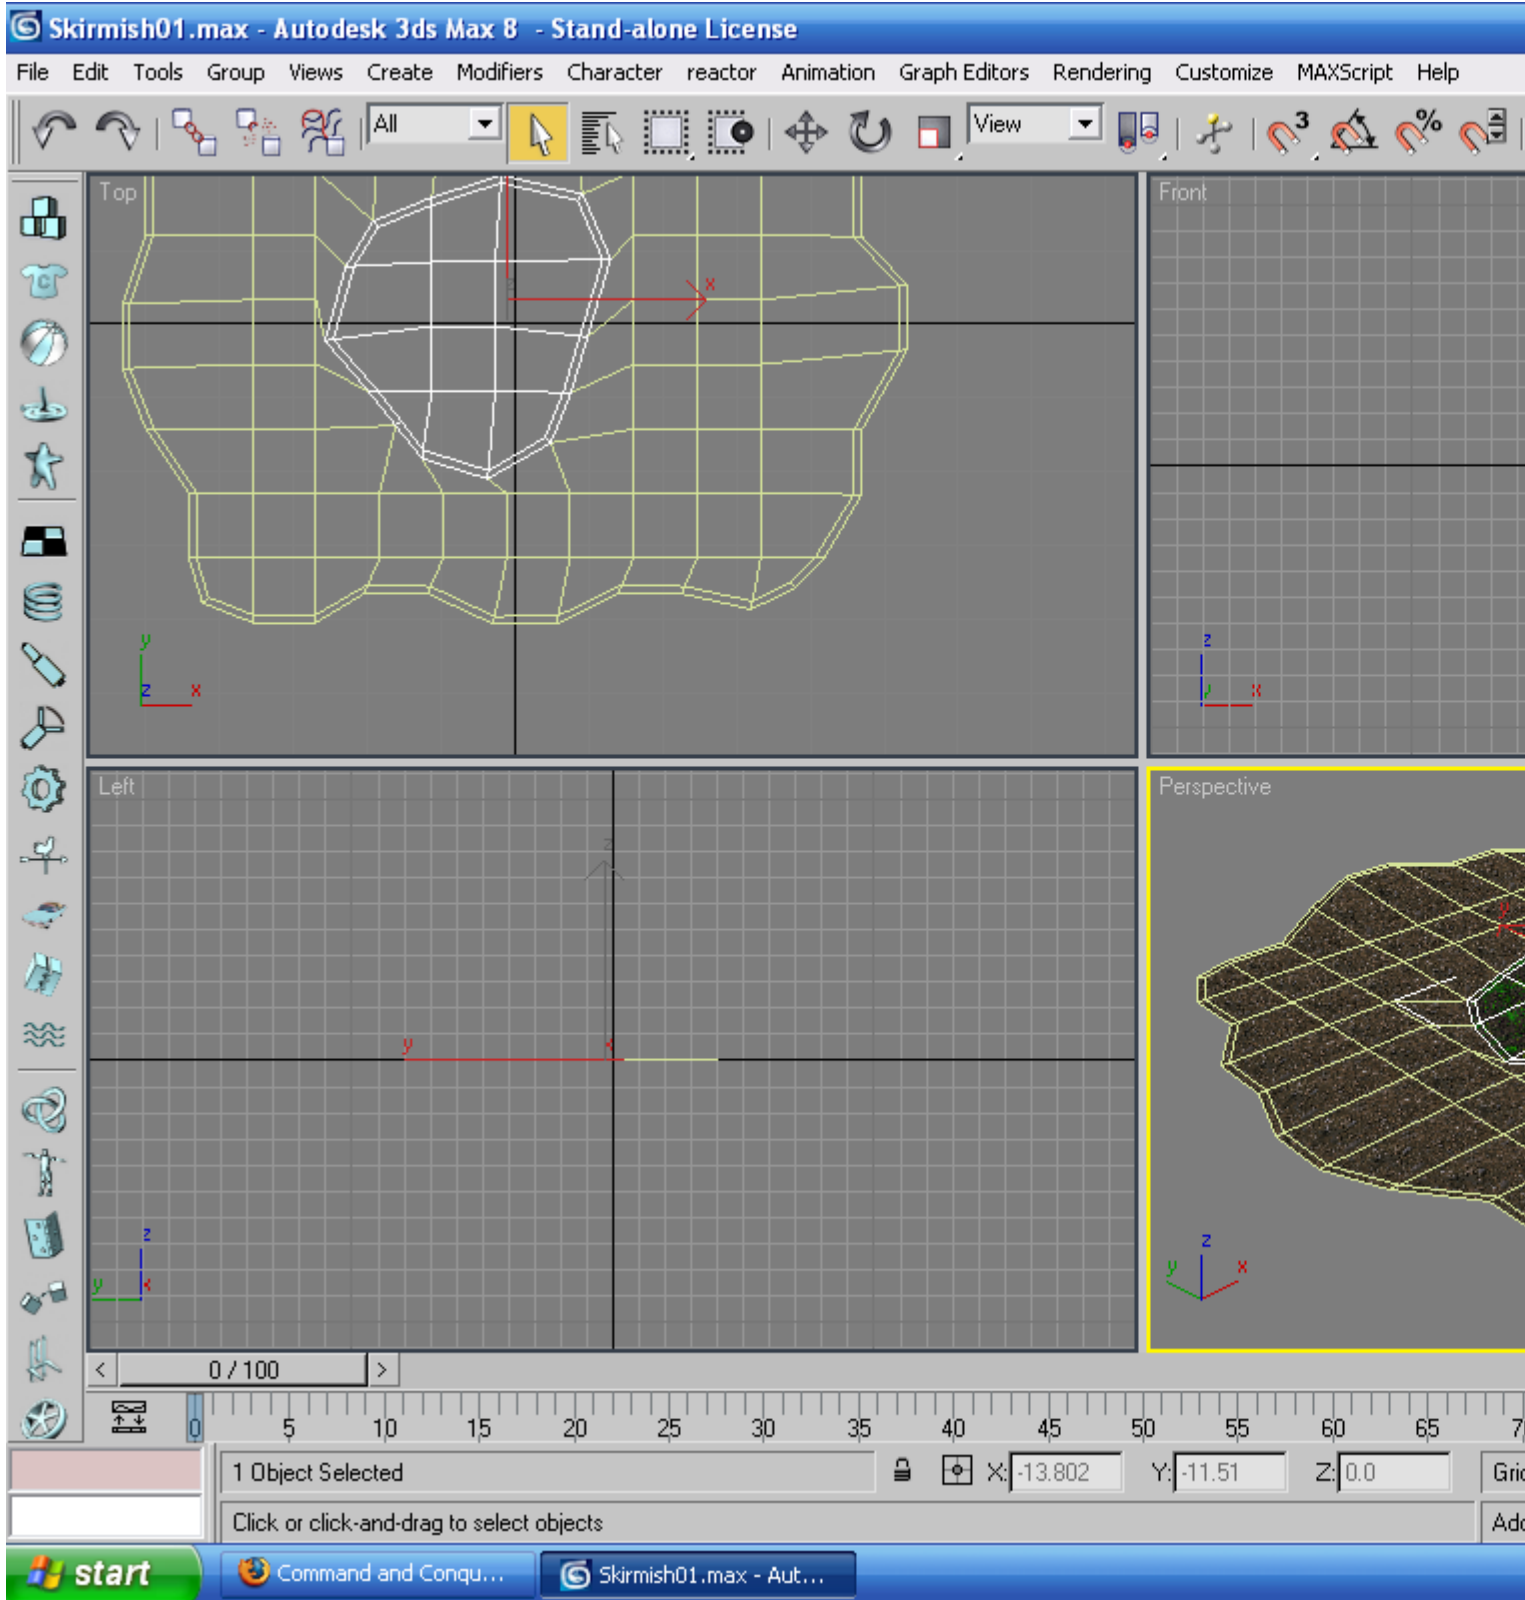 Skirmish01.max - Autodesk 3ds Max 8 - Stand-alone License
File Edit Tools Group Views Create Modifiers Character reactor Animation Graph Editors Rendering Customize MAXScript Help
All View 3 %
Top Front
x
y z
z x y x
Left Perspective
z
y x
y
z z
y x y x
< 0 / 100 >
0 5 10 15 20 25 30 35 40 45 50 55 60 65
1 Object Selected X: -13.802 Y: -11.51 Z: 0.0
Click or click-and-drag to select objects
start Command and Conqu... Skirmish01.max - Aut...